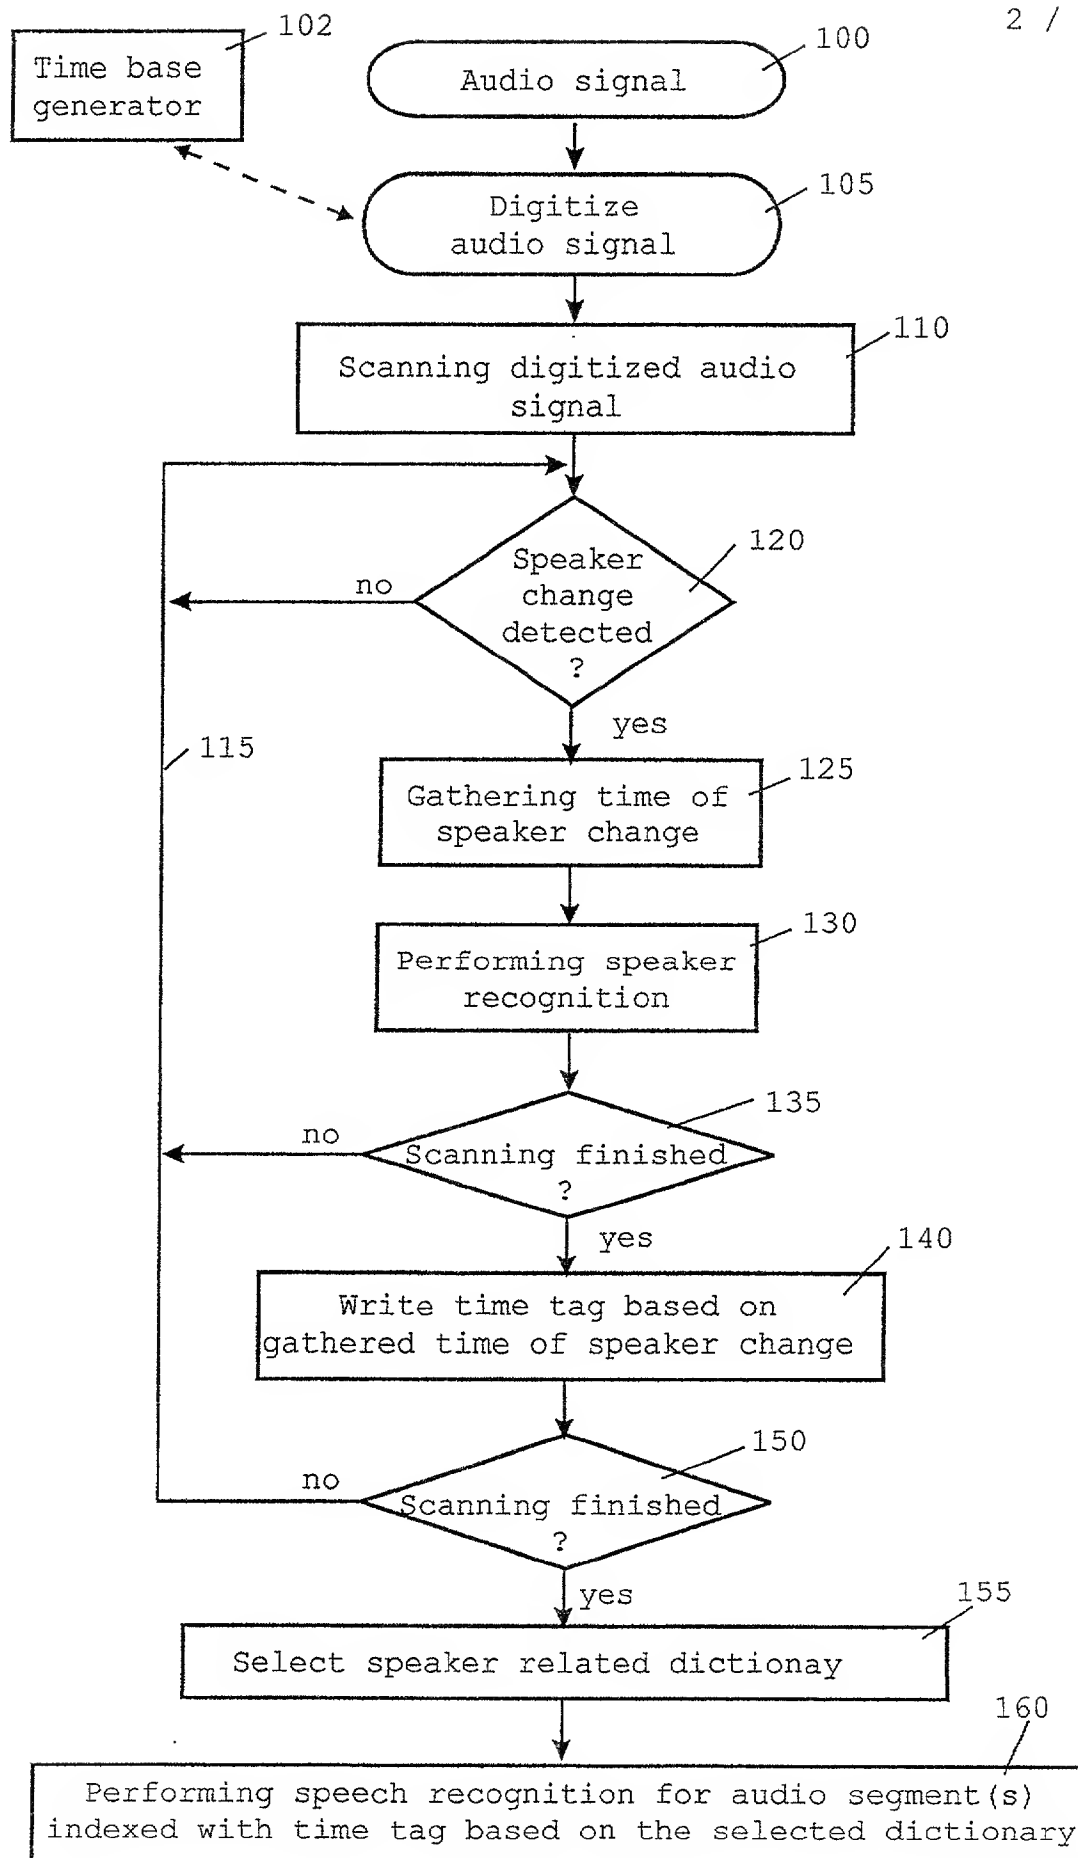 2 /
102
Time base
generator
100
Audio signal
105
Digitize
audio signal
110
Scanning digitized audio
signal
120
Speaker
change
detected
?
no
yes
115
125
Gathering time of
speaker change
130
Performing speaker
recognition
135
no
Scanning finished
?
yes
140
Write time tag based on
gathered time of speaker change
150
no
Scanning finished
?
yes
155
Select speaker related dictionay
160
Performing speech recognition for audio segment(s)
indexed with time tag based on the selected dictionary